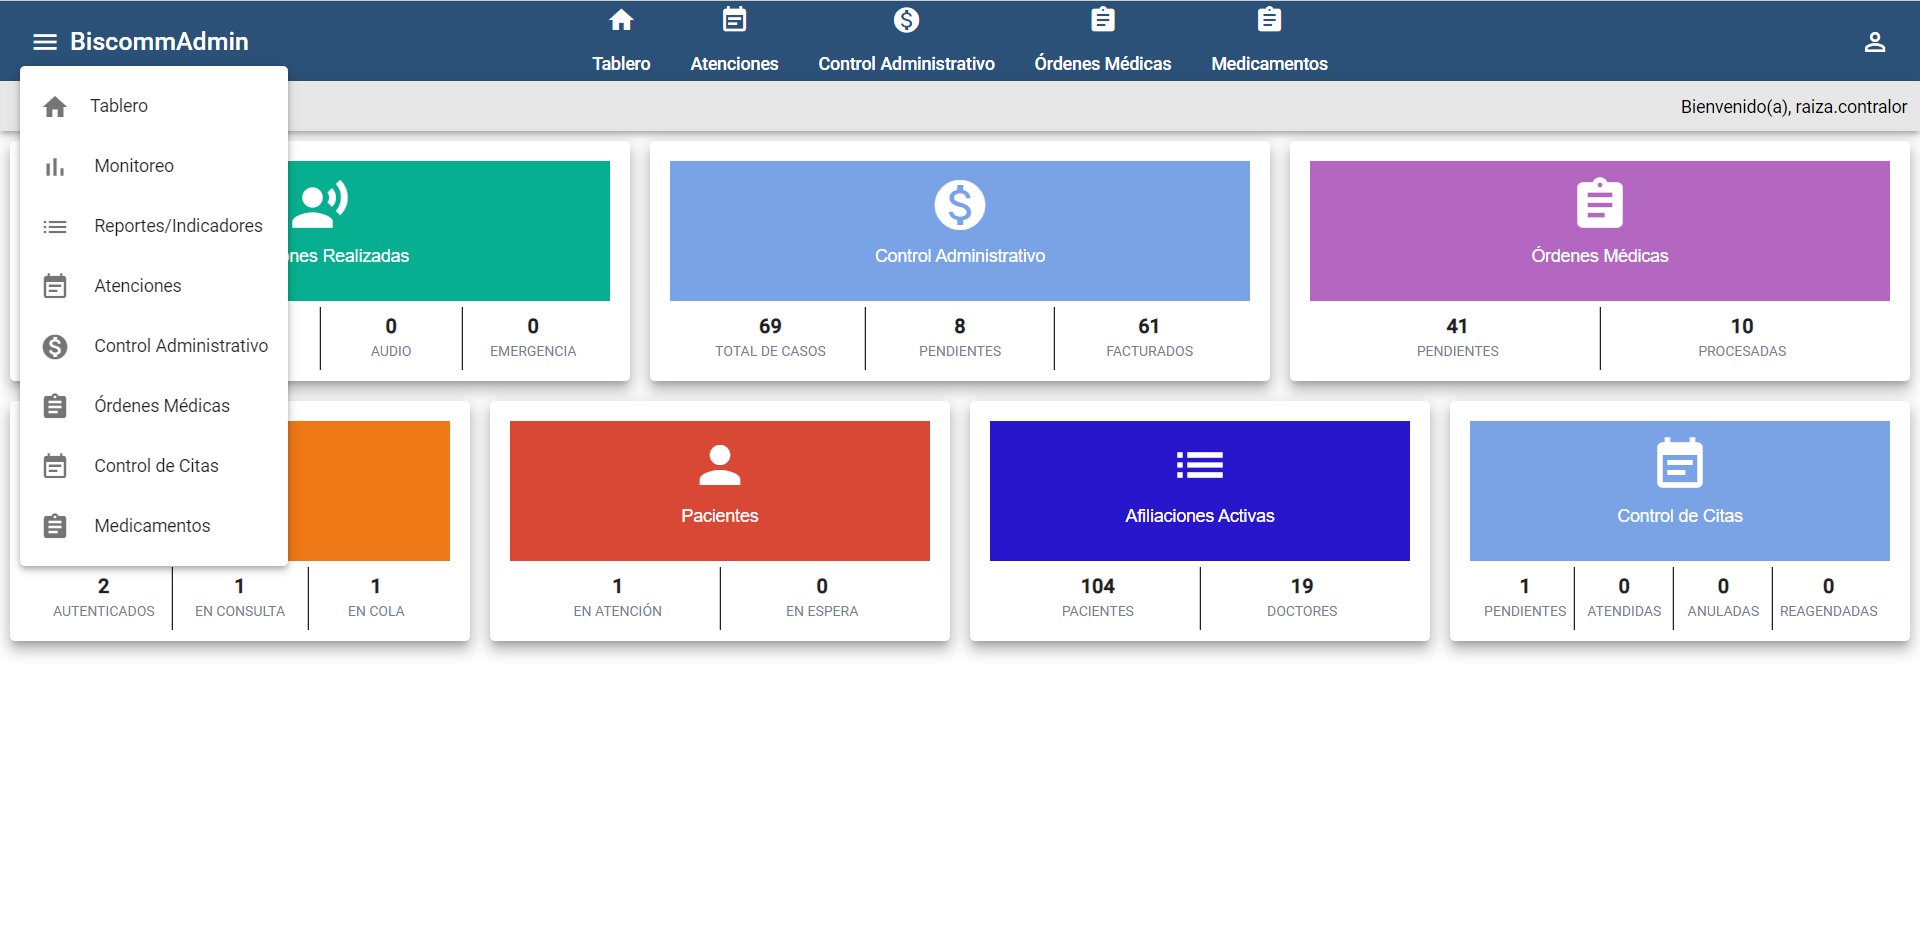 BiscommAdmin
Tablero
Atenciones
Control Administrativo
Órdenes Médicas
Medicamentos
Bienvenido(a), raiza.contralor
Tablero
Monitoreo
Reportes/Indicadores
Atenciones
Control Administrativo
Órdenes Médicas
Control de Citas
Medicamentos
Realizadas
0
AUDIO
0
EMERGENCIA
Control Administrativo
69
TOTAL DE CASOS
8
PENDIENTES
61
FACTURADOS
Órdenes Médicas
41
PENDIENTES
10
PROCESADAS
2
AUTENTICADOS
1
EN CONSULTA
1
EN COLA
Pacientes
1
EN ATENCIÓN
0
EN ESPERA
Afiliaciones Activas
104
PACIENTES
19
DOCTORES
Control de Citas
1
PENDIENTES
0
ATENDIDAS
0
ANULADAS
0
REAGENDADAS